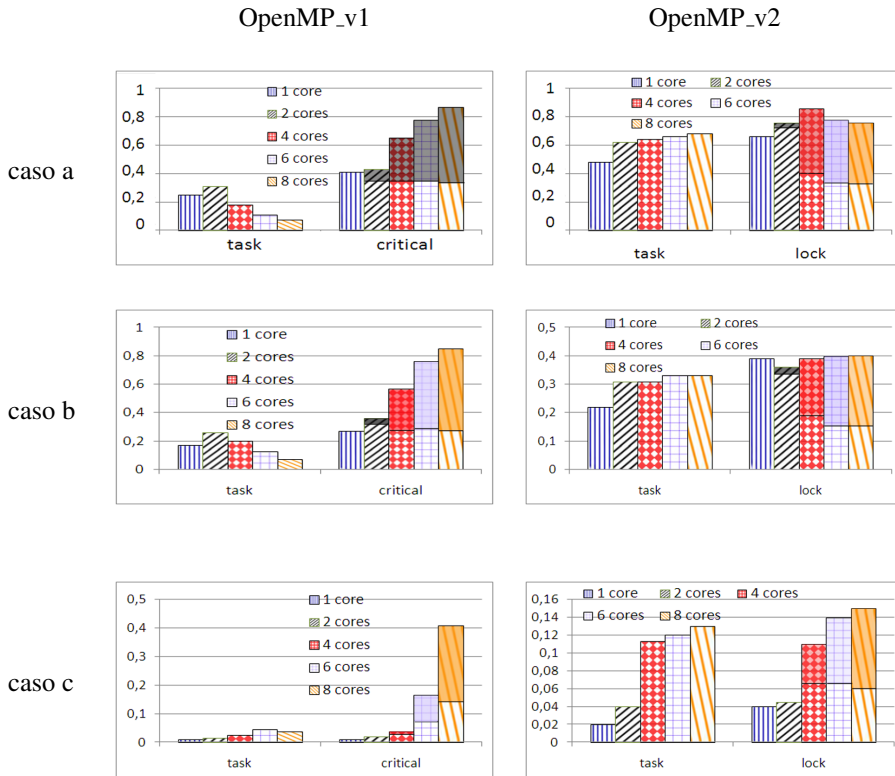 OpenMP_v1 OpenMP_v2
caso a
1
0,8
0,6
0,4
0,2
0
1 core
2 cores
4 cores
6 cores
8 cores
task critical
1
0,8
0,6
0,4
0,2
0
1 core 2 cores
4 cores 6 cores
8 cores
task lock
caso b
1
0,8
0,6
0,4
0,2
0
1 core
2 cores
4 cores
6 cores
8 cores
task critical
0,5
0,4
0,3
0,2
0,1
0
1 core 2 cores
4 cores 6 cores
8 cores
task lock
caso c
0,5
0,4
0,3
0,2
0,1
0
1 core
2 cores
4 cores
6 cores
8 cores
task critical
0,16
0,14
0,12
0,1
0,08
0,06
0,04
0,02
0
1 core 2 cores 4 cores
6 cores 8 cores
task lock